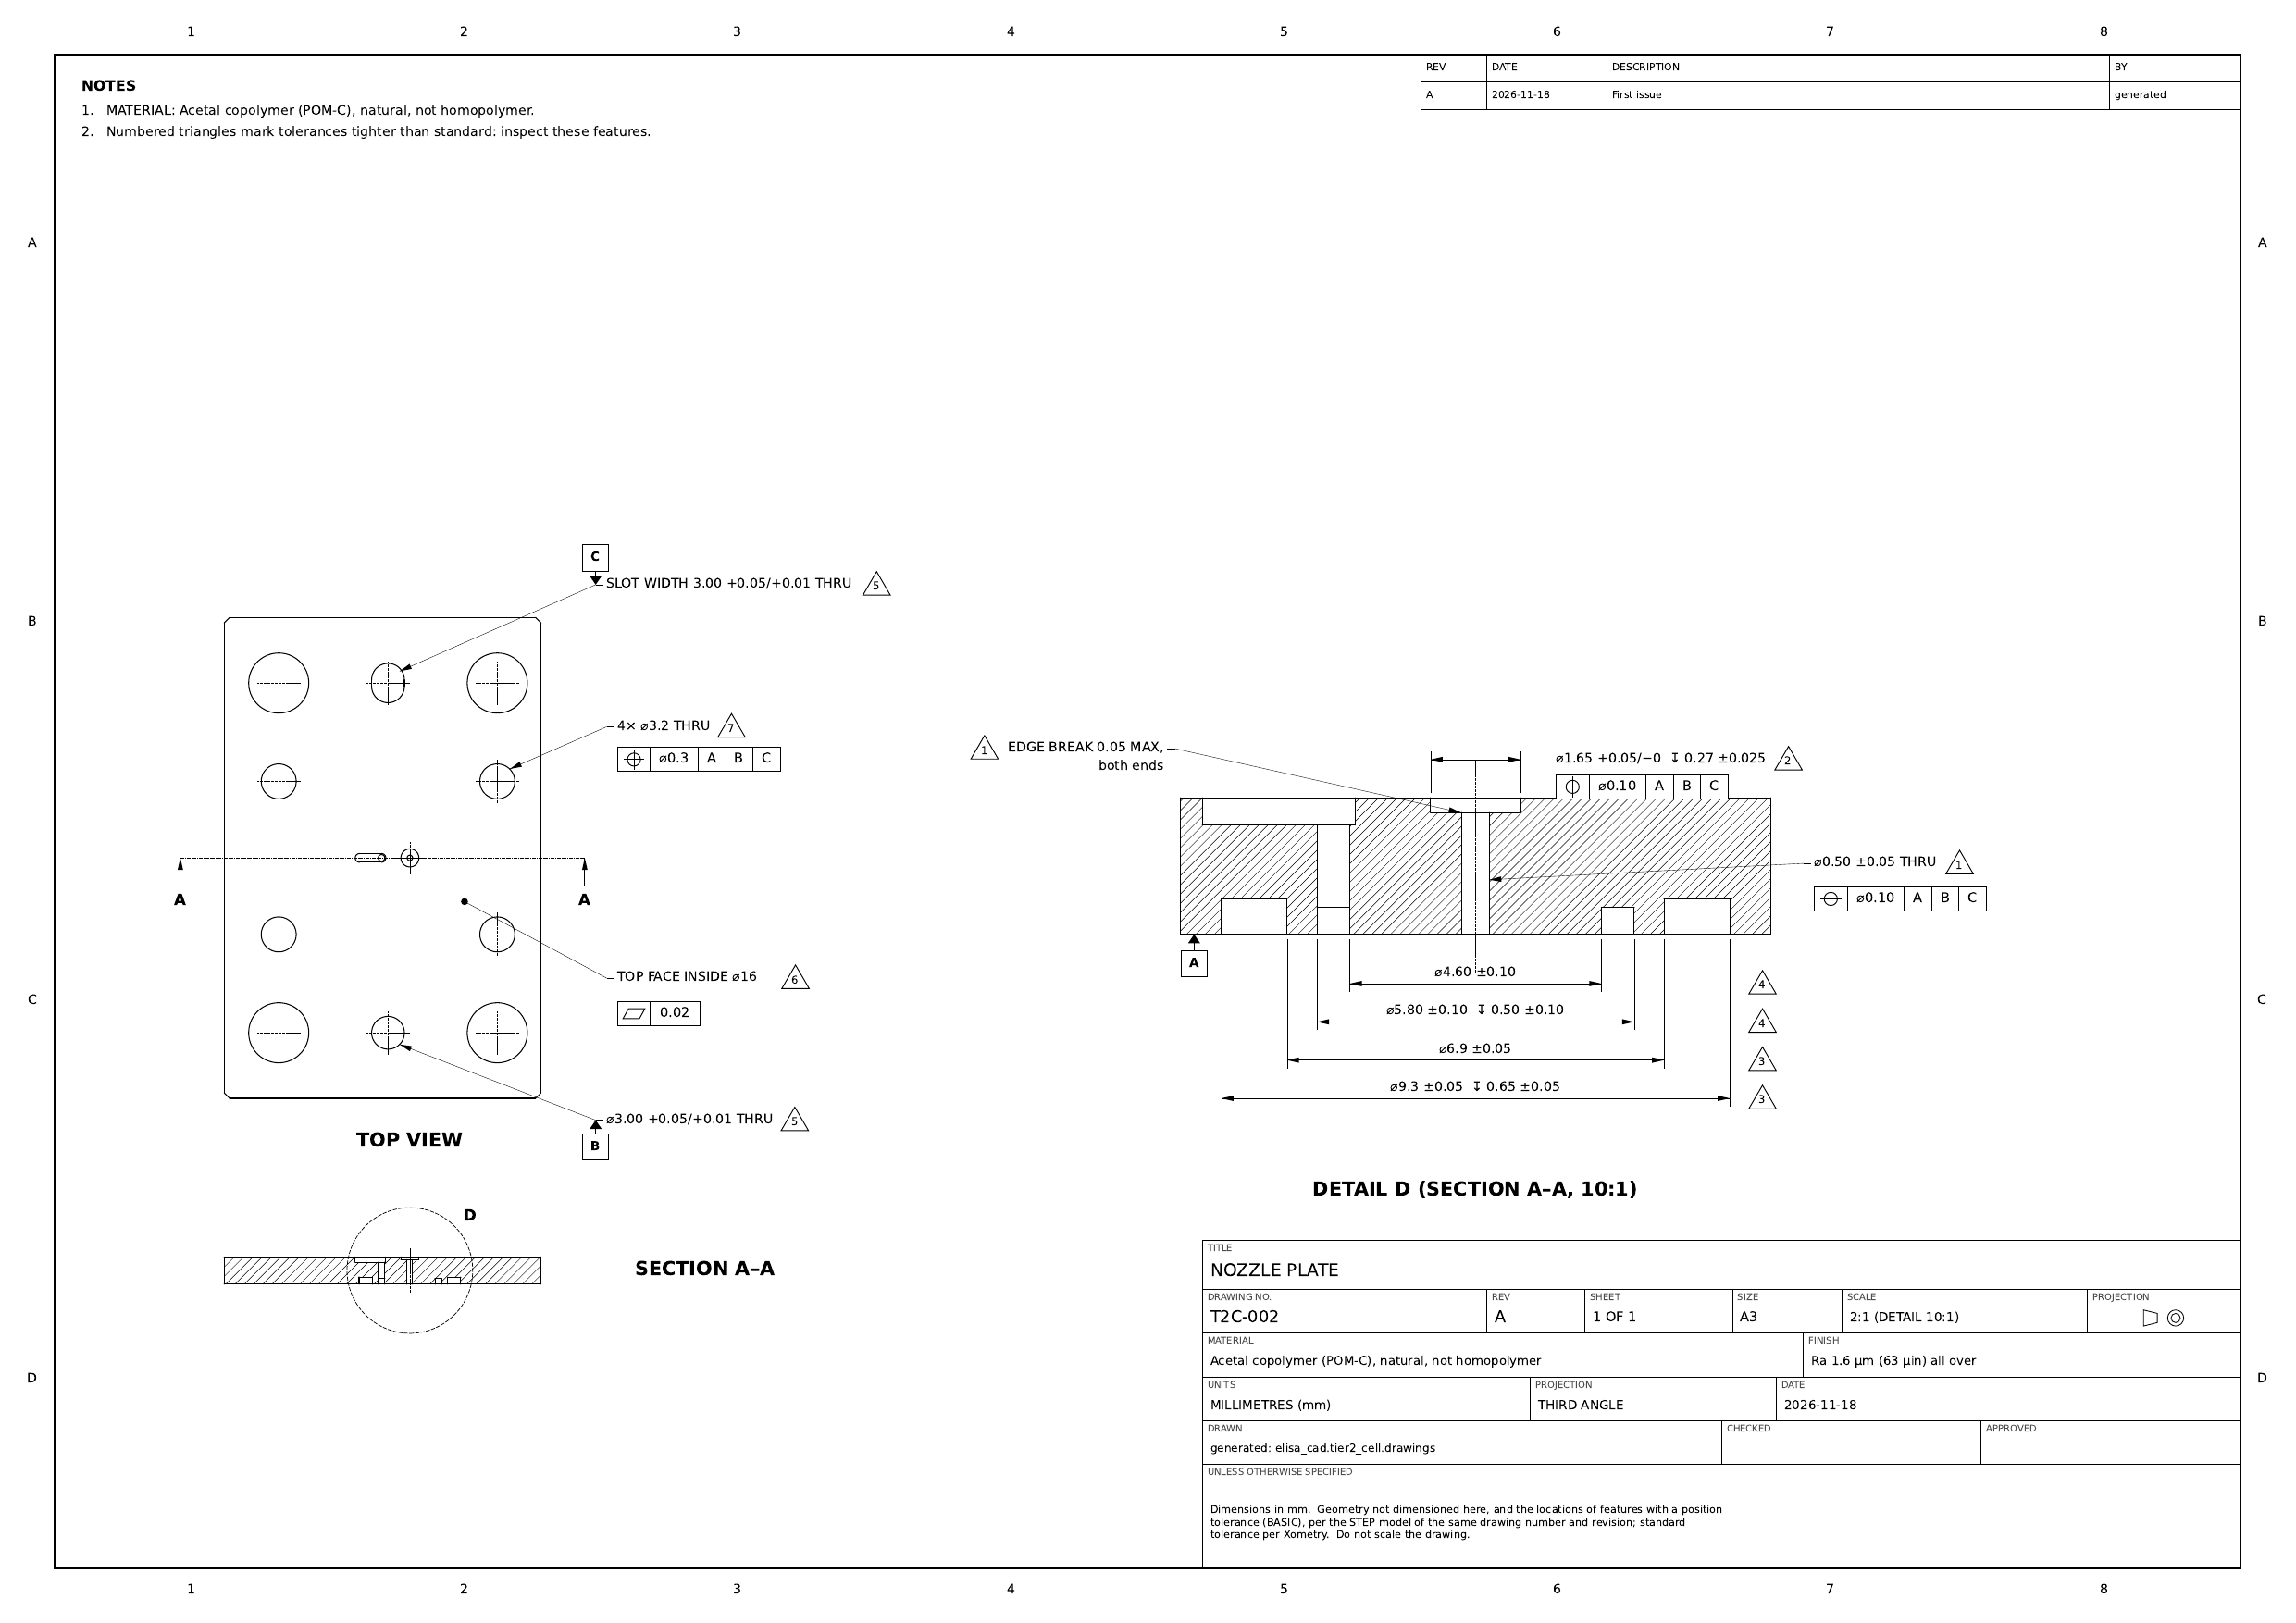 1 2 3 4 5 6 7 8
NOTES
1. MATERIAL: Acetal copolymer (POM-C), natural, not homopolymer.
2. Numbered triangles mark tolerances tighter than standard: inspect these features.
REV DATE DESCRIPTION BY
A 2026-11-18 First issue generated
A A
B B
C C
D D
C
SLOT WIDTH 3.00 +0.05/+0.01 THRU 5
4× ⌀3.2 THRU 7
⌖ ⌀0.3 A B C
A A
TOP FACE INSIDE ⌀16 6
⏥ 0.02
⌀3.00 +0.05/+0.01 THRU 5
B
TOP VIEW
D
SECTION A–A
1 EDGE BREAK 0.05 MAX,
both ends
⌀1.65 +0.05/−0 ↧ 0.27 ±0.025 2
⌖ ⌀0.10 A B C
⌀0.50 ±0.05 THRU 1
⌖ ⌀0.10 A B C
A
⌀4.60 ±0.10 4
⌀5.80 ±0.10 ↧ 0.50 ±0.10 4
⌀6.9 ±0.05 3
⌀9.3 ±0.05 ↧ 0.65 ±0.05 3
DETAIL D (SECTION A–A, 10:1)
TITLE
NOZZLE PLATE
DRAWING NO. REV SHEET SIZE SCALE PROJECTION
T2C-002 A 1 OF 1 A3 2:1 (DETAIL 10:1)
MATERIAL FINISH
Acetal copolymer (POM-C), natural, not homopolymer Ra 1.6 µm (63 µin) all over
UNITS PROJECTION DATE
MILLIMETRES (mm) THIRD ANGLE 2026-11-18
DRAWN CHECKED APPROVED
generated: elisa_cad.tier2_cell.drawings
UNLESS OTHERWISE SPECIFIED
Dimensions in mm. Geometry not dimensioned here, and the locations of features with a position
tolerance (BASIC), per the STEP model of the same drawing number and revision; standard
tolerance per Xometry. Do not scale the drawing.
1 2 3 4 5 6 7 8